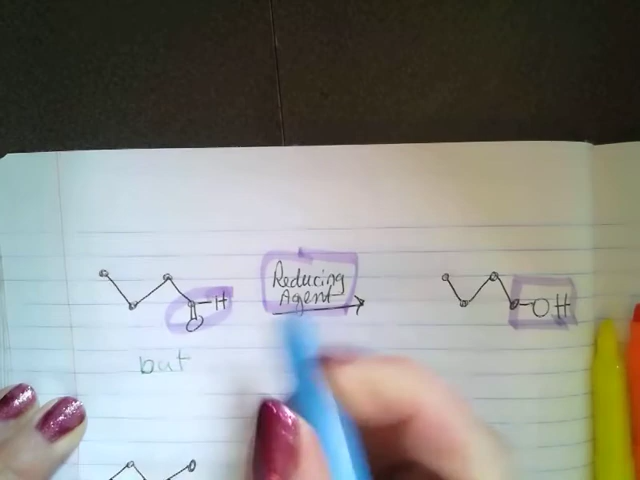 Reducing
Agent
H
O
OH
but